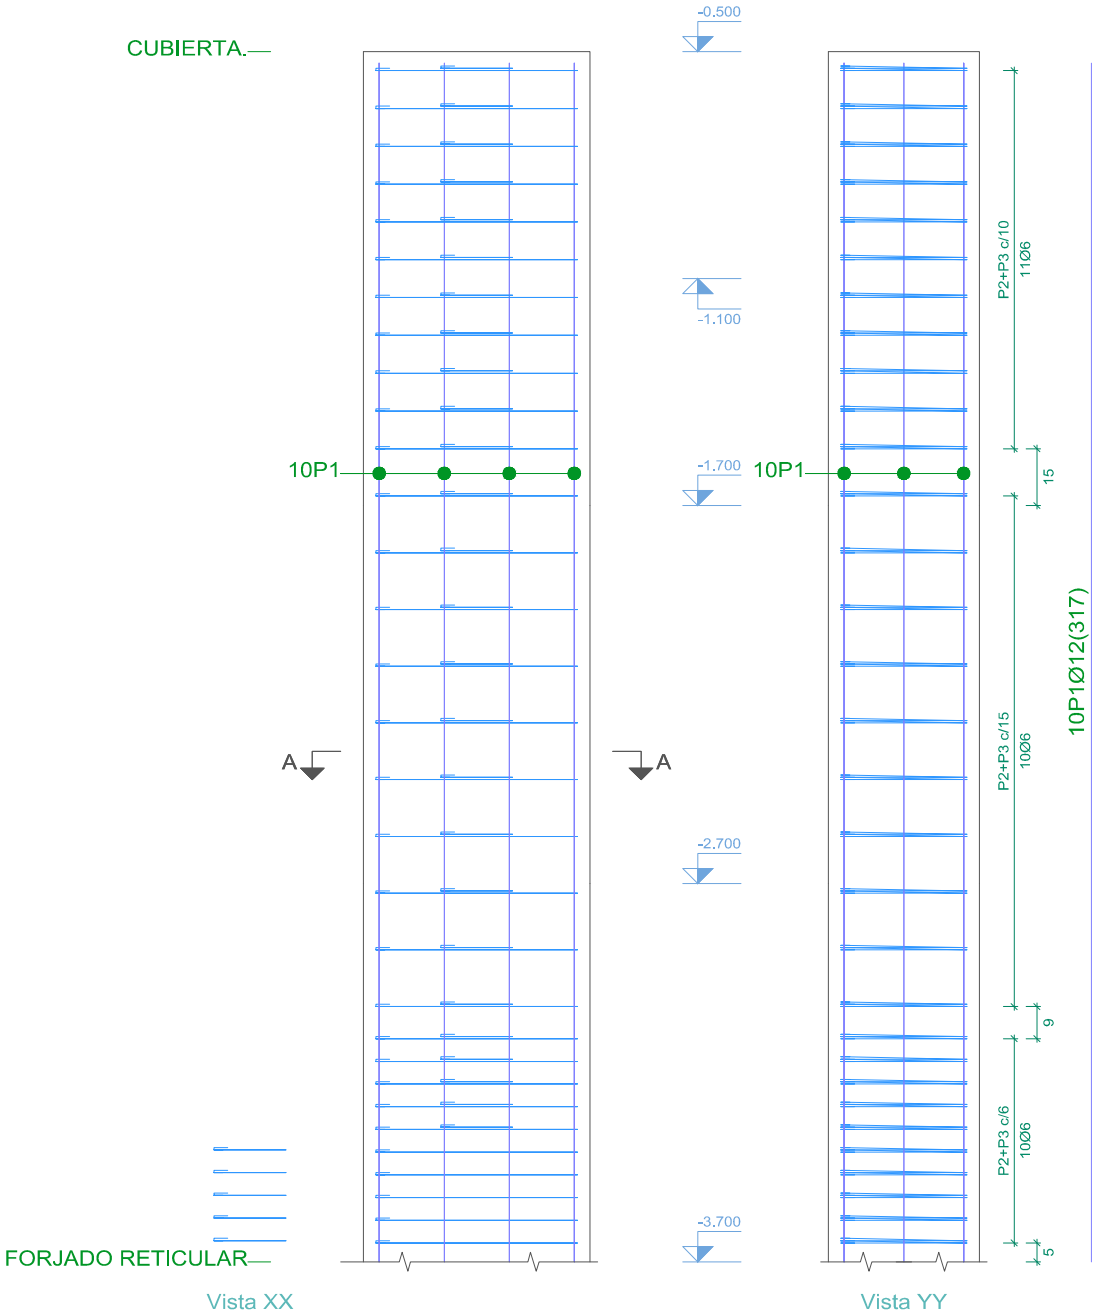 -0.500
CUBIERTA.
P2+P3 c/10
11Ø6
-1.100
10P1
-1.700
10P1
15
10P1Ø12(317)
P2+P3 c/15
10Ø6
A
A
-2.700
9
P2+P3 c/6
10Ø6
-3.700
FORJADO RETICULAR
5
Vista XX
Vista YY